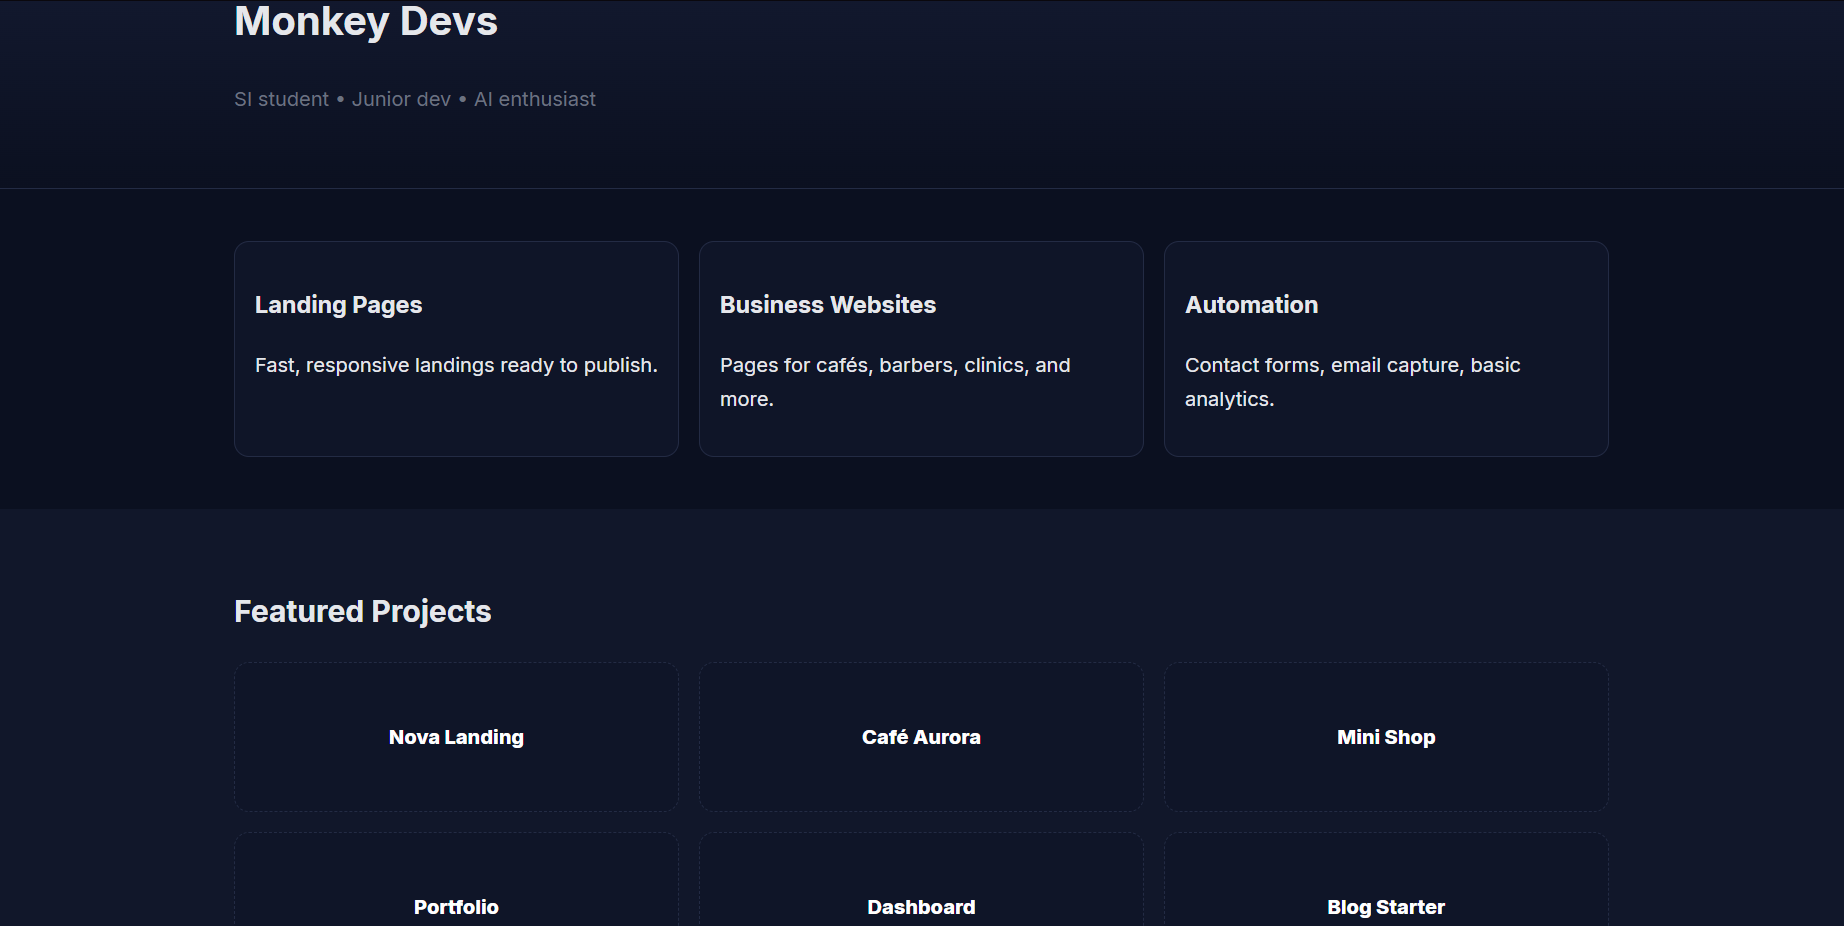 Monkey Devs
SI student • Junior dev • AI enthusiast
Landing Pages
Fast, responsive landings ready to publish.
Business Websites
Pages for cafés, barbers, clinics, and
more.
Automation
Contact forms, email capture, basic
analytics.
Featured Projects
Nova Landing
Café Aurora
Mini Shop
Portfolio
Dashboard
Blog Starter